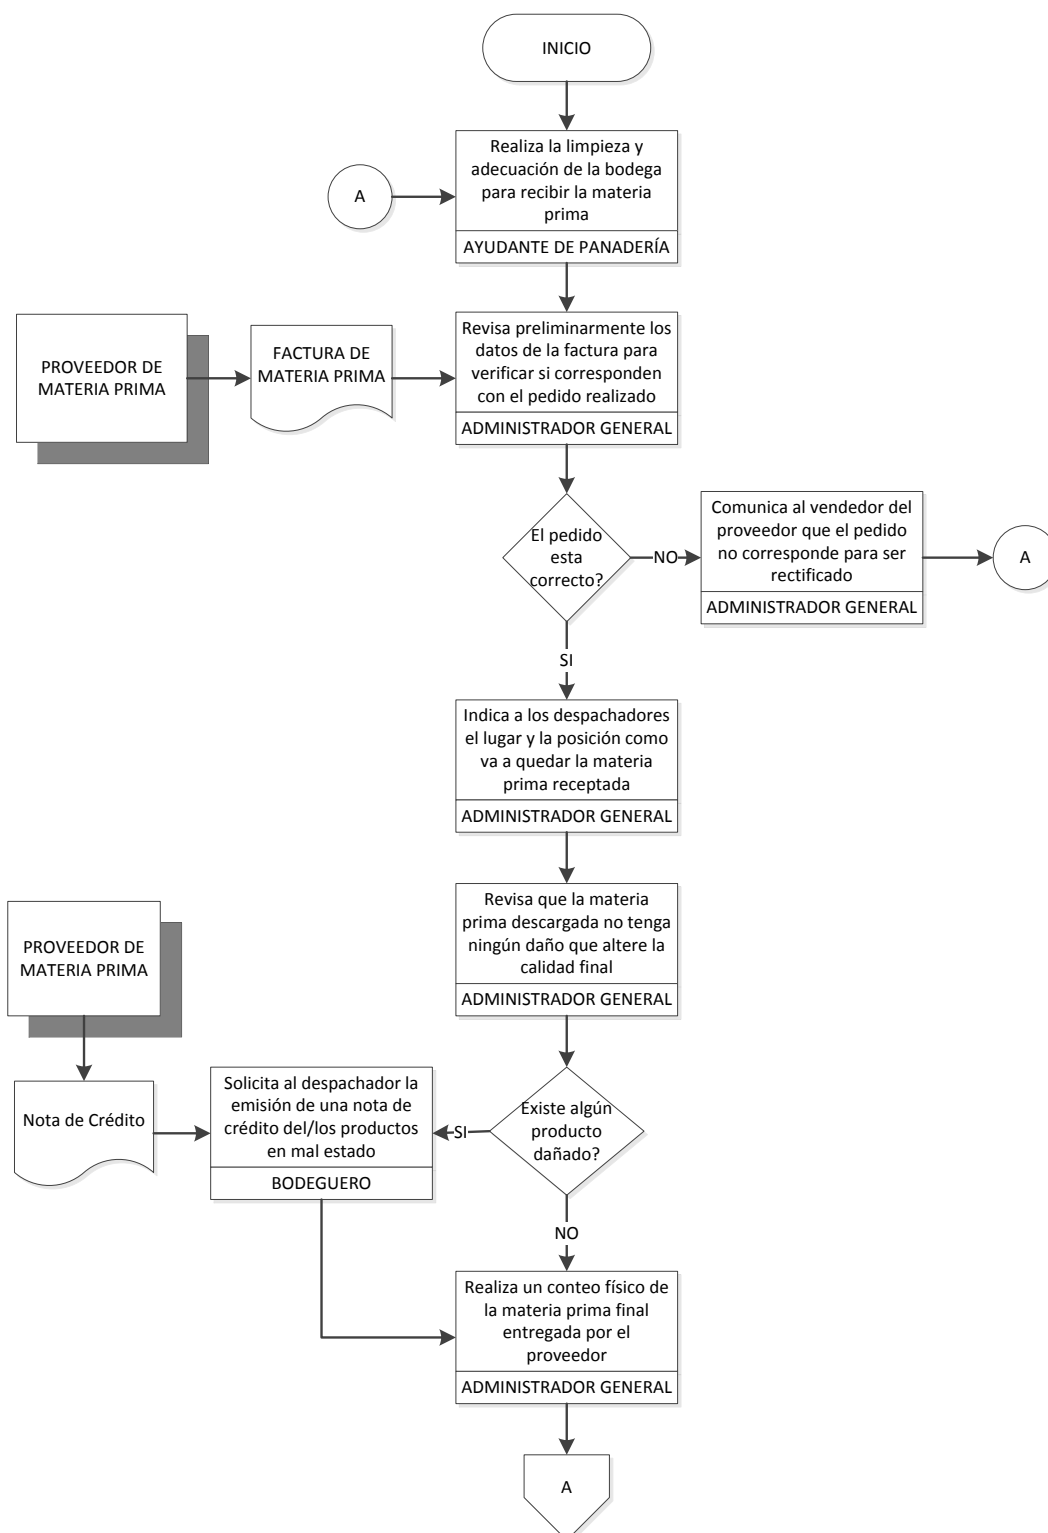 INICIO
Realiza la limpieza y
adecuación de la bodega
para recibir la materia
prima
AYUDANTE DE PANADERÍA
A
PROVEEDOR DE
MATERIA PRIMA
FACTURA DE
MATERIA PRIMA
Revisa preliminarmente los
datos de la factura para
verificar si corresponden
con el pedido realizado
ADMINISTRADOR GENERAL
El pedido
esta
correcto?
NO
Comunica al vendedor del
proveedor que el pedido
no corresponde para ser
rectificado
ADMINISTRADOR GENERAL
A
SI
Indica a los despachadores
el lugar y la posición como
va a quedar la materia
prima receptada
ADMINISTRADOR GENERAL
Revisa que la materia
prima descargada no tenga
ningún daño que altere la
calidad final
ADMINISTRADOR GENERAL
PROVEEDOR DE
MATERIA PRIMA
Nota de Crédito
Solicita al despachador la
emisión de una nota de
crédito del/los productos
en mal estado
BODEGUERO
SI
Existe algún
producto
dañado?
NO
Realiza un conteo físico de
la materia prima final
entregada por el
proveedor
ADMINISTRADOR GENERAL
A